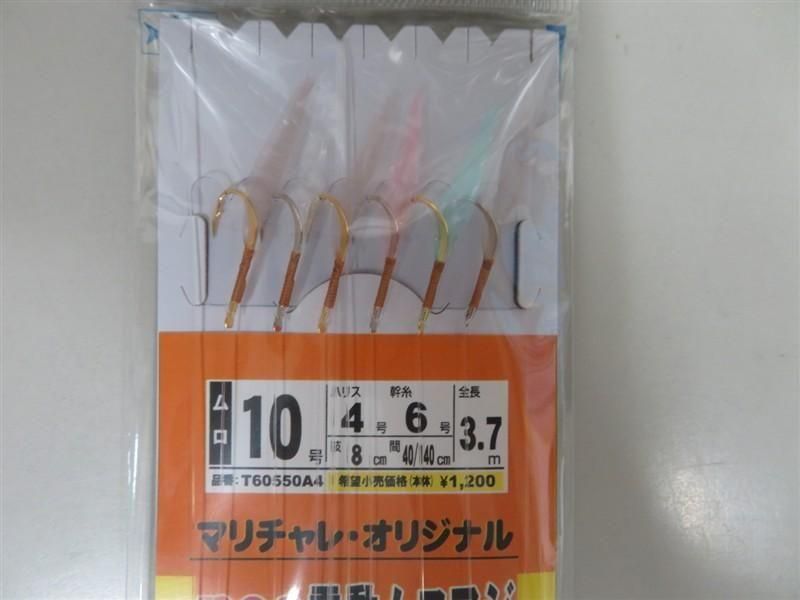 ムロ 10号
ハリス 4号 幹糸 6号 全長 3.7m
枝 8cm 間 40/140cm
品番:T60550A4 希望小売価格(本体) ¥1,200
マリチャレ・オリジナル